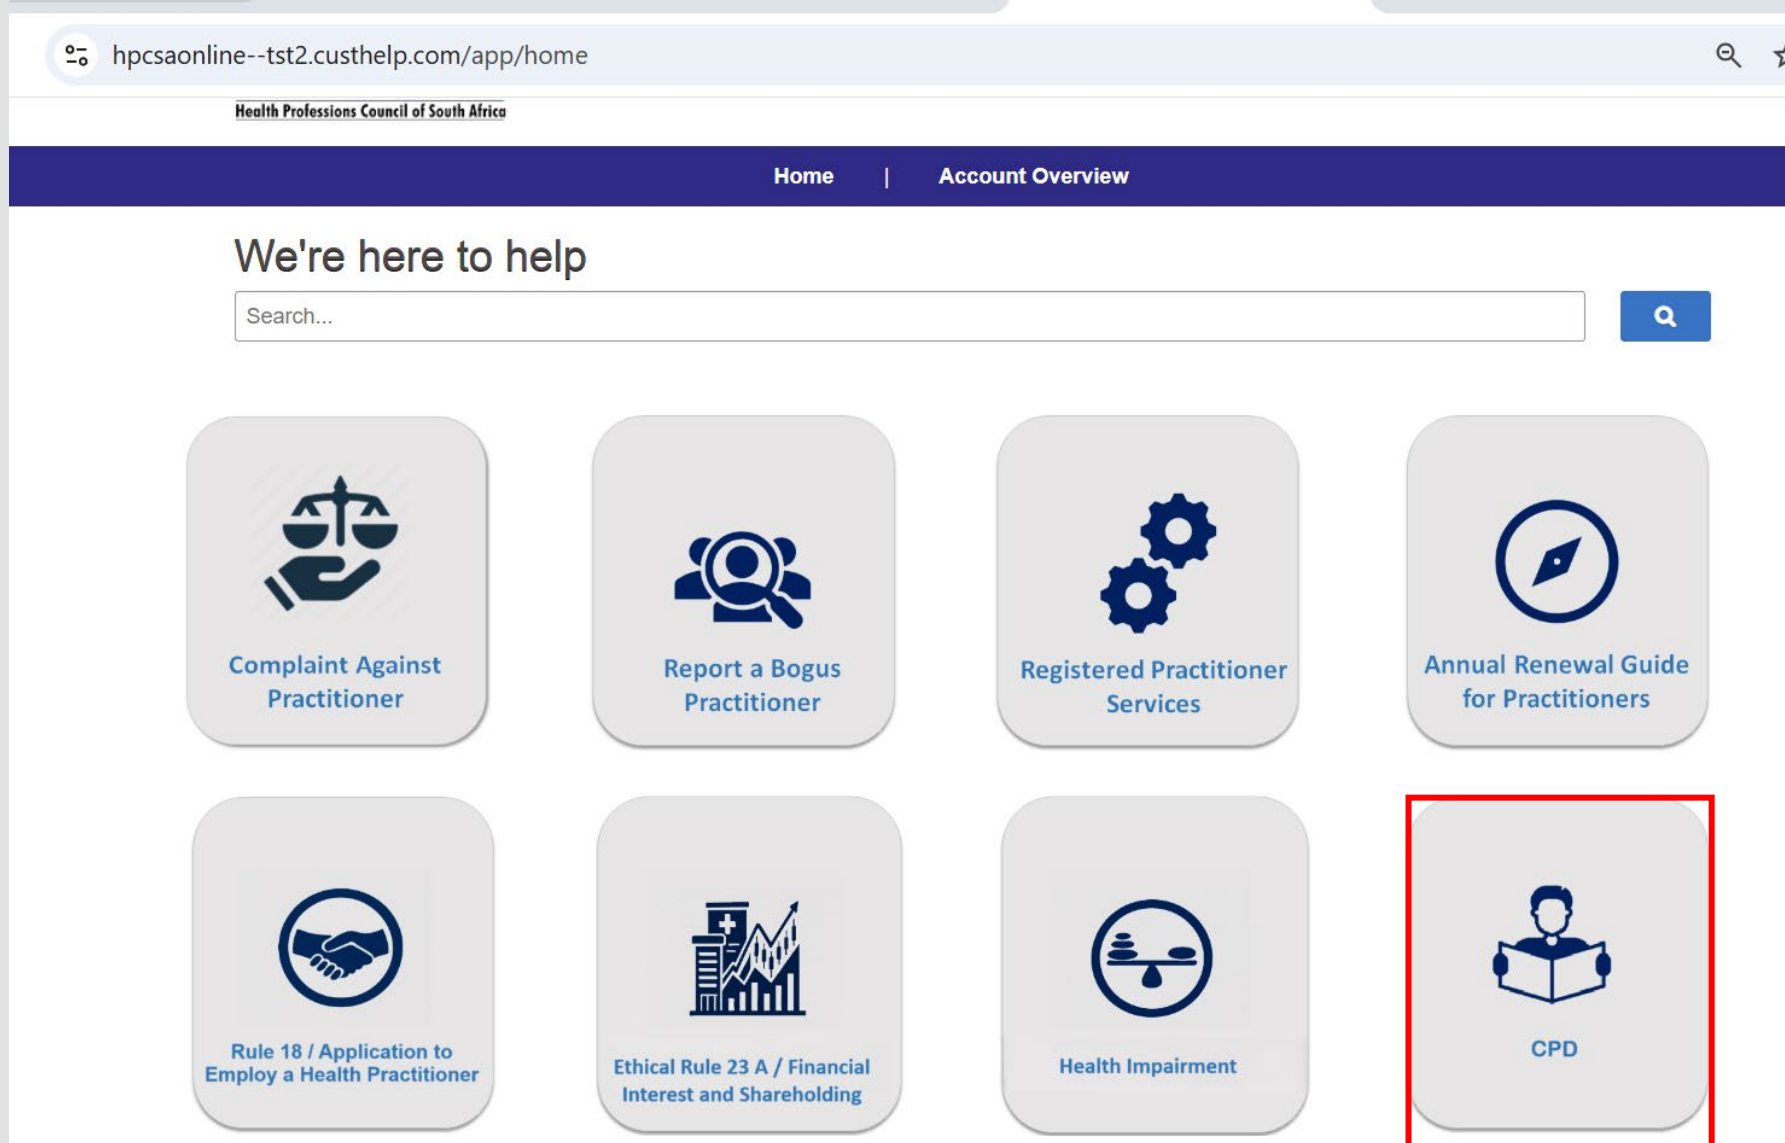 hpcsaonline--tst2.custhelp.com/app/home
Health Professions Council of South Africa
Home | Account Overview
We're here to help
Search...
Complaint Against
Practitioner
Report a Bogus
Practitioner
Registered Practitioner
Services
Annual Renewal Guide
for Practitioners
Rule 18 / Application to
Employ a Health Practitioner
Ethical Rule 23 A / Financial
Interest and Shareholding
Health Impairment
CPD